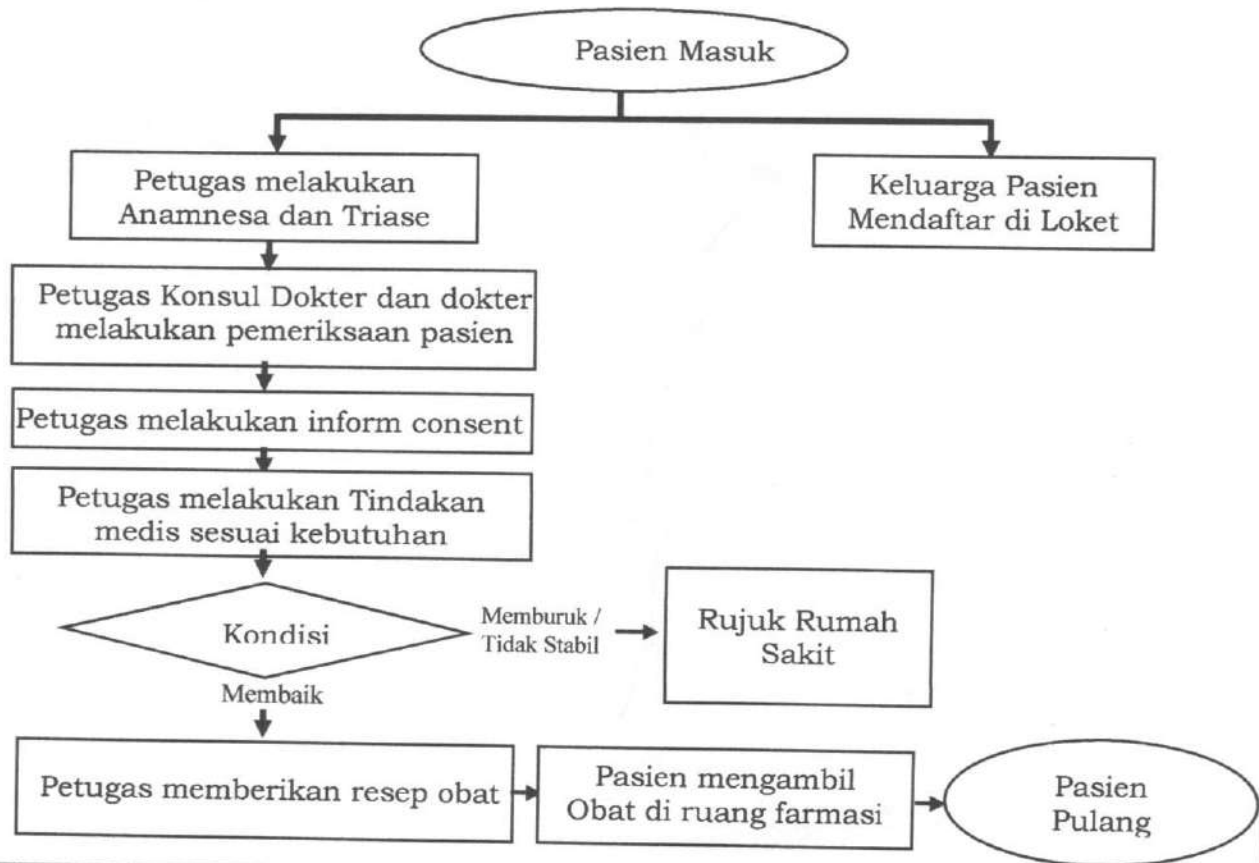 Pasien Masuk
Petugas melakukan
Anamnesa dan Triase
Keluarga Pasien
Mendaftar di Loket
Petugas Konsul Dokter dan dokter
melakukan pemeriksaan pasien
Petugas melakukan inform consent
Petugas melakukan Tindakan
medis sesuai kebutuhan
Kondisi
Memburuk /
Tidak Stabil
Rujuk Rumah
Sakit
Membaik
Petugas memberikan resep obat
Pasien mengambil
Obat di ruang farmasi
Pasien
Pulang